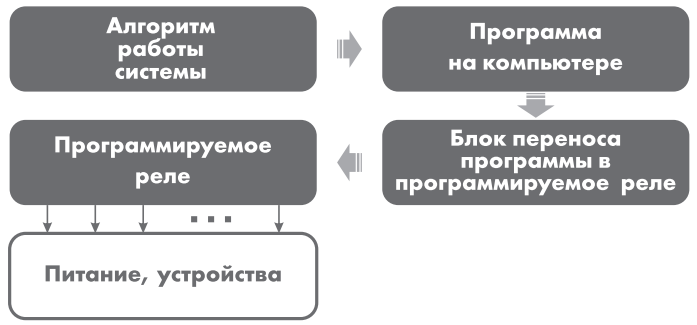 Алгоритм
работы
системы
Программа
на компьютере
Блок переноса
программы в
программируемое реле
Программируемое
реле
...
Питание, устройства